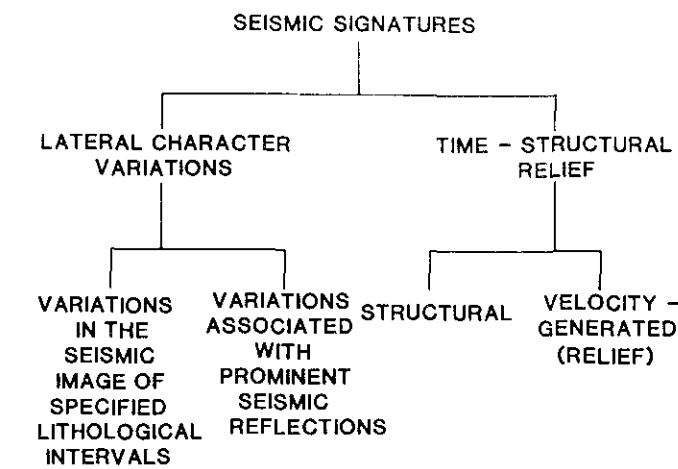 SEISMIC SIGNATURES
LATERAL CHARACTER
VARIATIONS
TIME - STRUCTURAL
RELIEF
VARIATIONS
IN THE
SEISMIC
IMAGE OF
SPECIFIED
LITHOLOGICAL
INTERVALS
VARIATIONS
ASSOCIATED
WITH
PROMINENT
SEISMIC
REFLECTIONS
STRUCTURAL
VELOCITY -
GENERATED
(RELIEF)